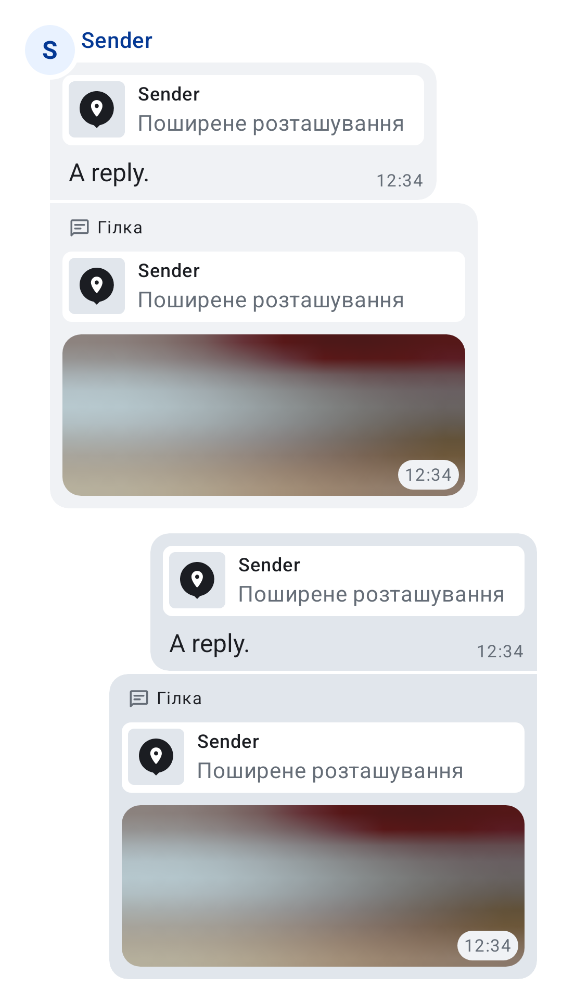 S
Sender
Sender
Поширене розташування
A reply.
12:34
Гілка
Sender
Поширене розташування
12:34
Sender
Поширене розташування
A reply.
12:34
Гілка
Sender
Поширене розташування
12:34